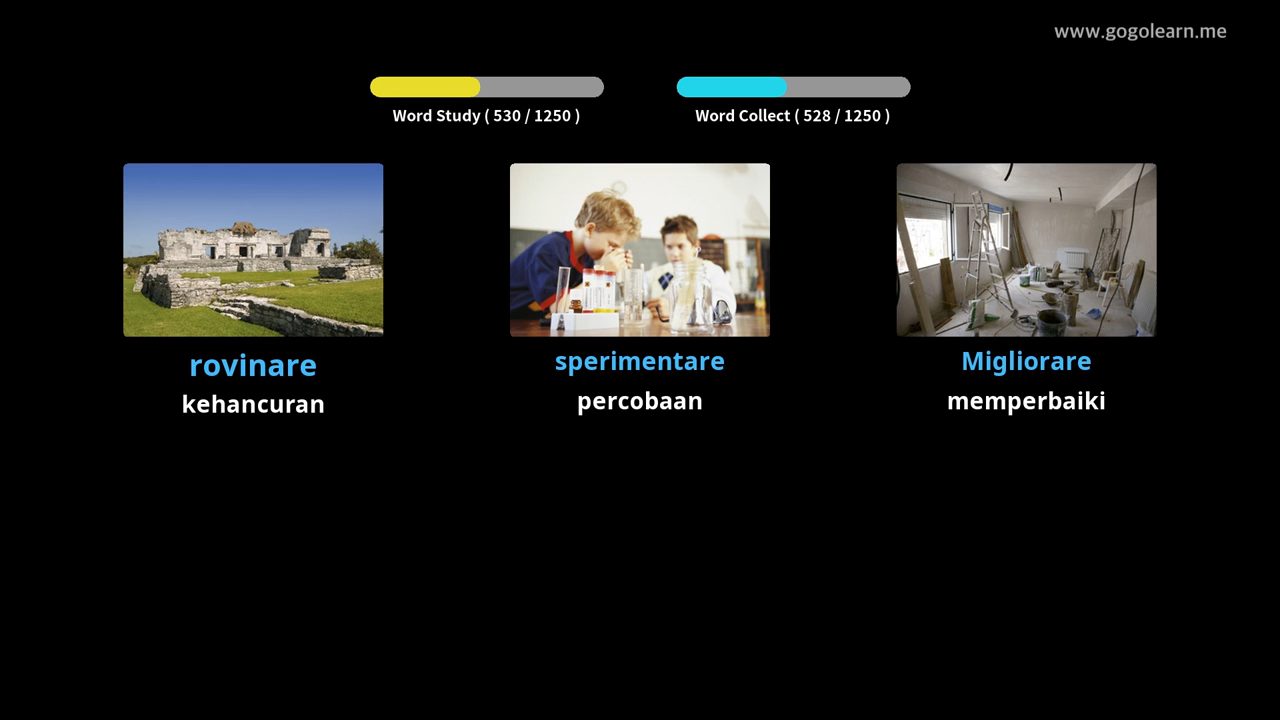 www.gogolearn.me
Word Study ( 530 / 1250 )
Word Collect ( 528 / 1250 )
rovinare
kehancuran
sperimentare
percobaan
Migliorare
memperbaiki